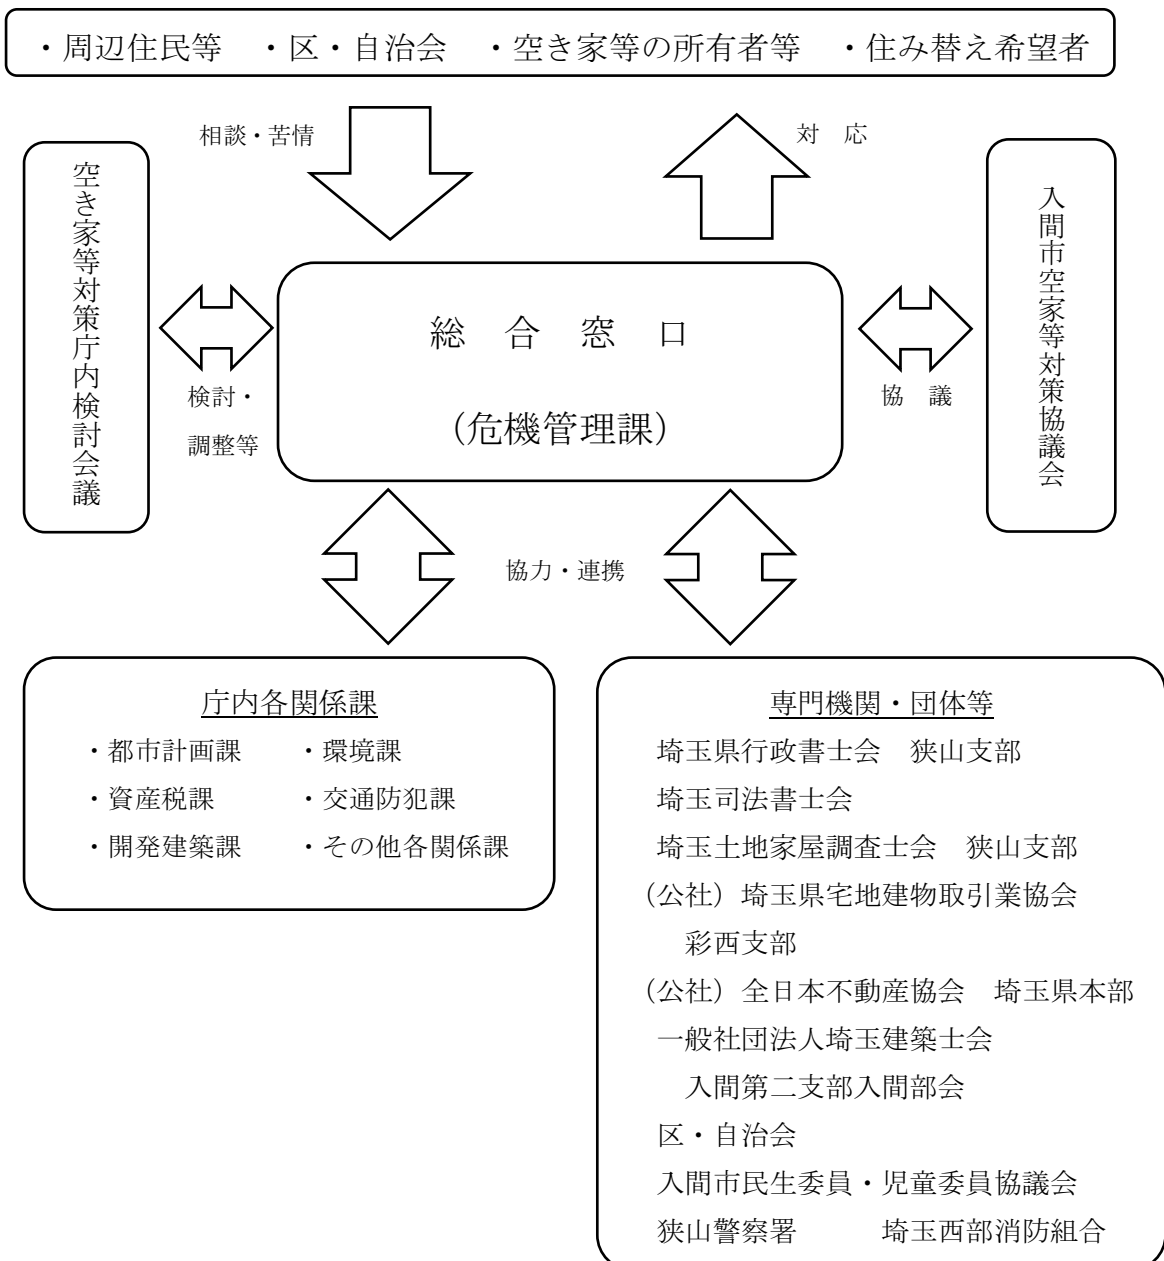 ・周辺住民等　・区・自治会　・空き家等の所有者等　・住み替え希望者
相談・苦情
対　応
空き家等対策庁内検討会議
検討・
調整等
総　合　窓　口
（危機管理課）
協　議
入間市空家等対策協議会
協力・連携
庁内各関係課
・都市計画課　　・環境課
・資産税課　　　・交通防犯課
・開発建築課　　・その他各関係課
専門機関・団体等
埼玉県行政書士会　狭山支部
埼玉司法書士会
埼玉土地家屋調査士会　狭山支部
（公社）埼玉県宅地建物取引業協会
彩西支部
（公社）全日本不動産協会　埼玉県本部
一般社団法人埼玉建築士会
入間第二支部入間部会
区・自治会
入間市民生委員・児童委員協議会
狭山警察署　　　埼玉西部消防組合